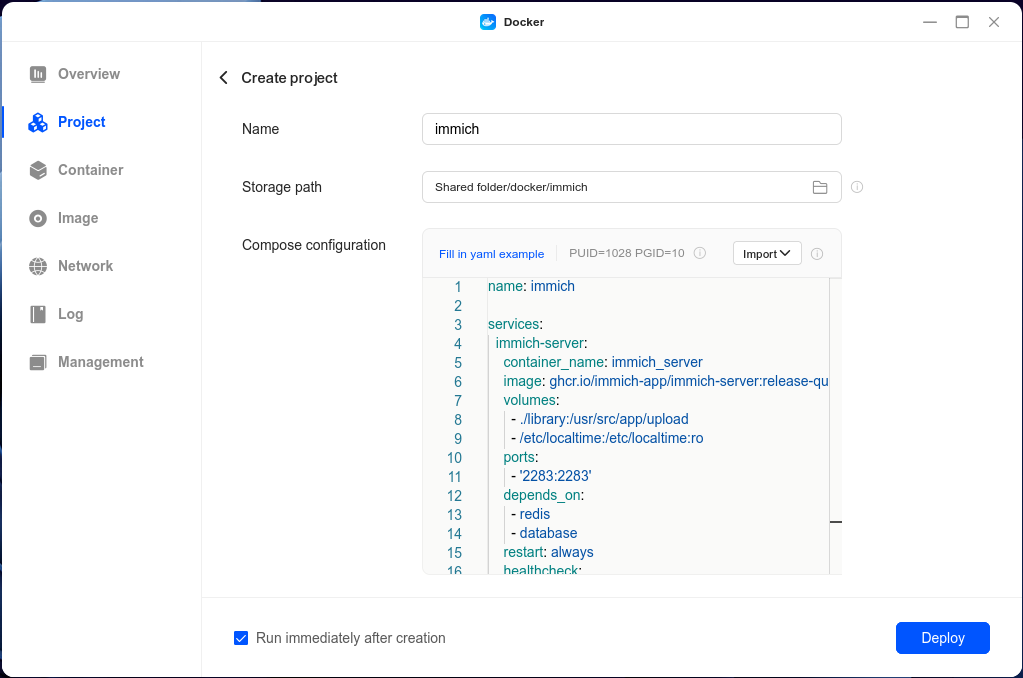 Docker
Overview
Project
Container
Image
Network
Log
Management
Create project
Name
immich
Storage path
Shared folder/docker/immich
Compose configuration
Fill in yaml example
PUID=1028 PGID=10
Import
1 name: immich
2
3 services:
4 immich-server:
5 container_name: immich_server
6 image: ghcr.io/immich-app/immich-server:release-qu
7 volumes:
8 - ./library:/usr/src/app/upload
9 - /etc/localtime:/etc/localtime:ro
10 ports:
11 - '2283:2283'
12 depends_on:
13 - redis
14 - database
15 restart: always
16 healthcheck:
Run immediately after creation
Deploy